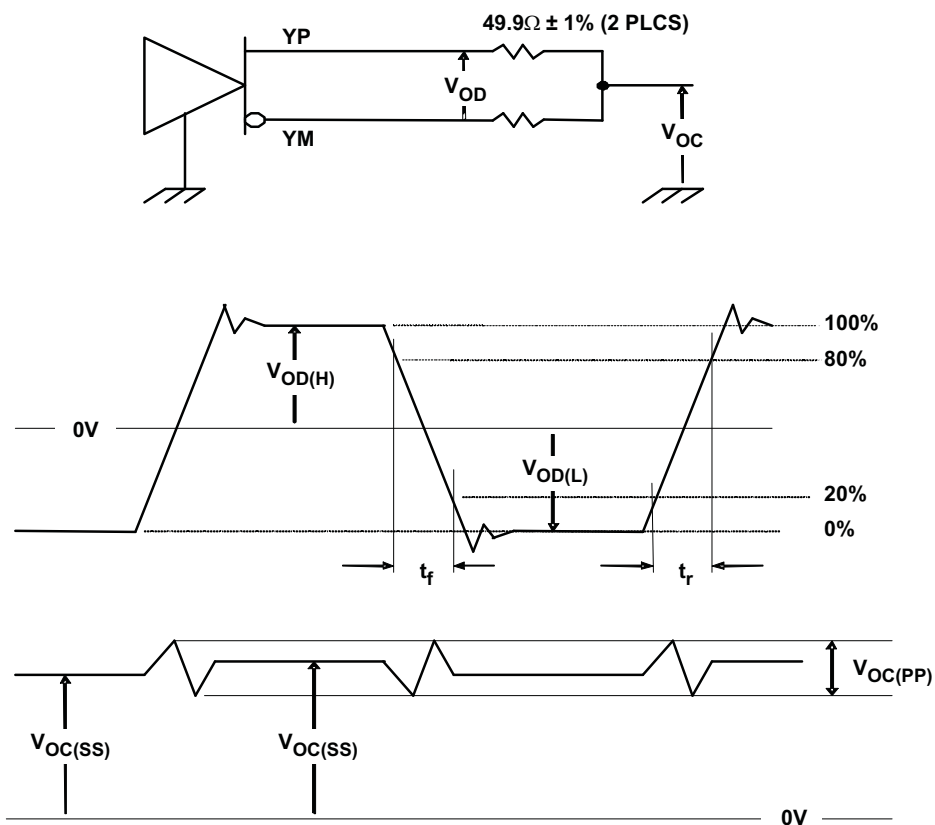 49.9Ω ± 1% (2 PLCS)
YP
VOD
YM
VOC
100%
80%
VOD(H)
0V
VOD(L)
20%
0%
tf
tr
VOC(PP)
VOC(SS)
VOC(SS)
0V